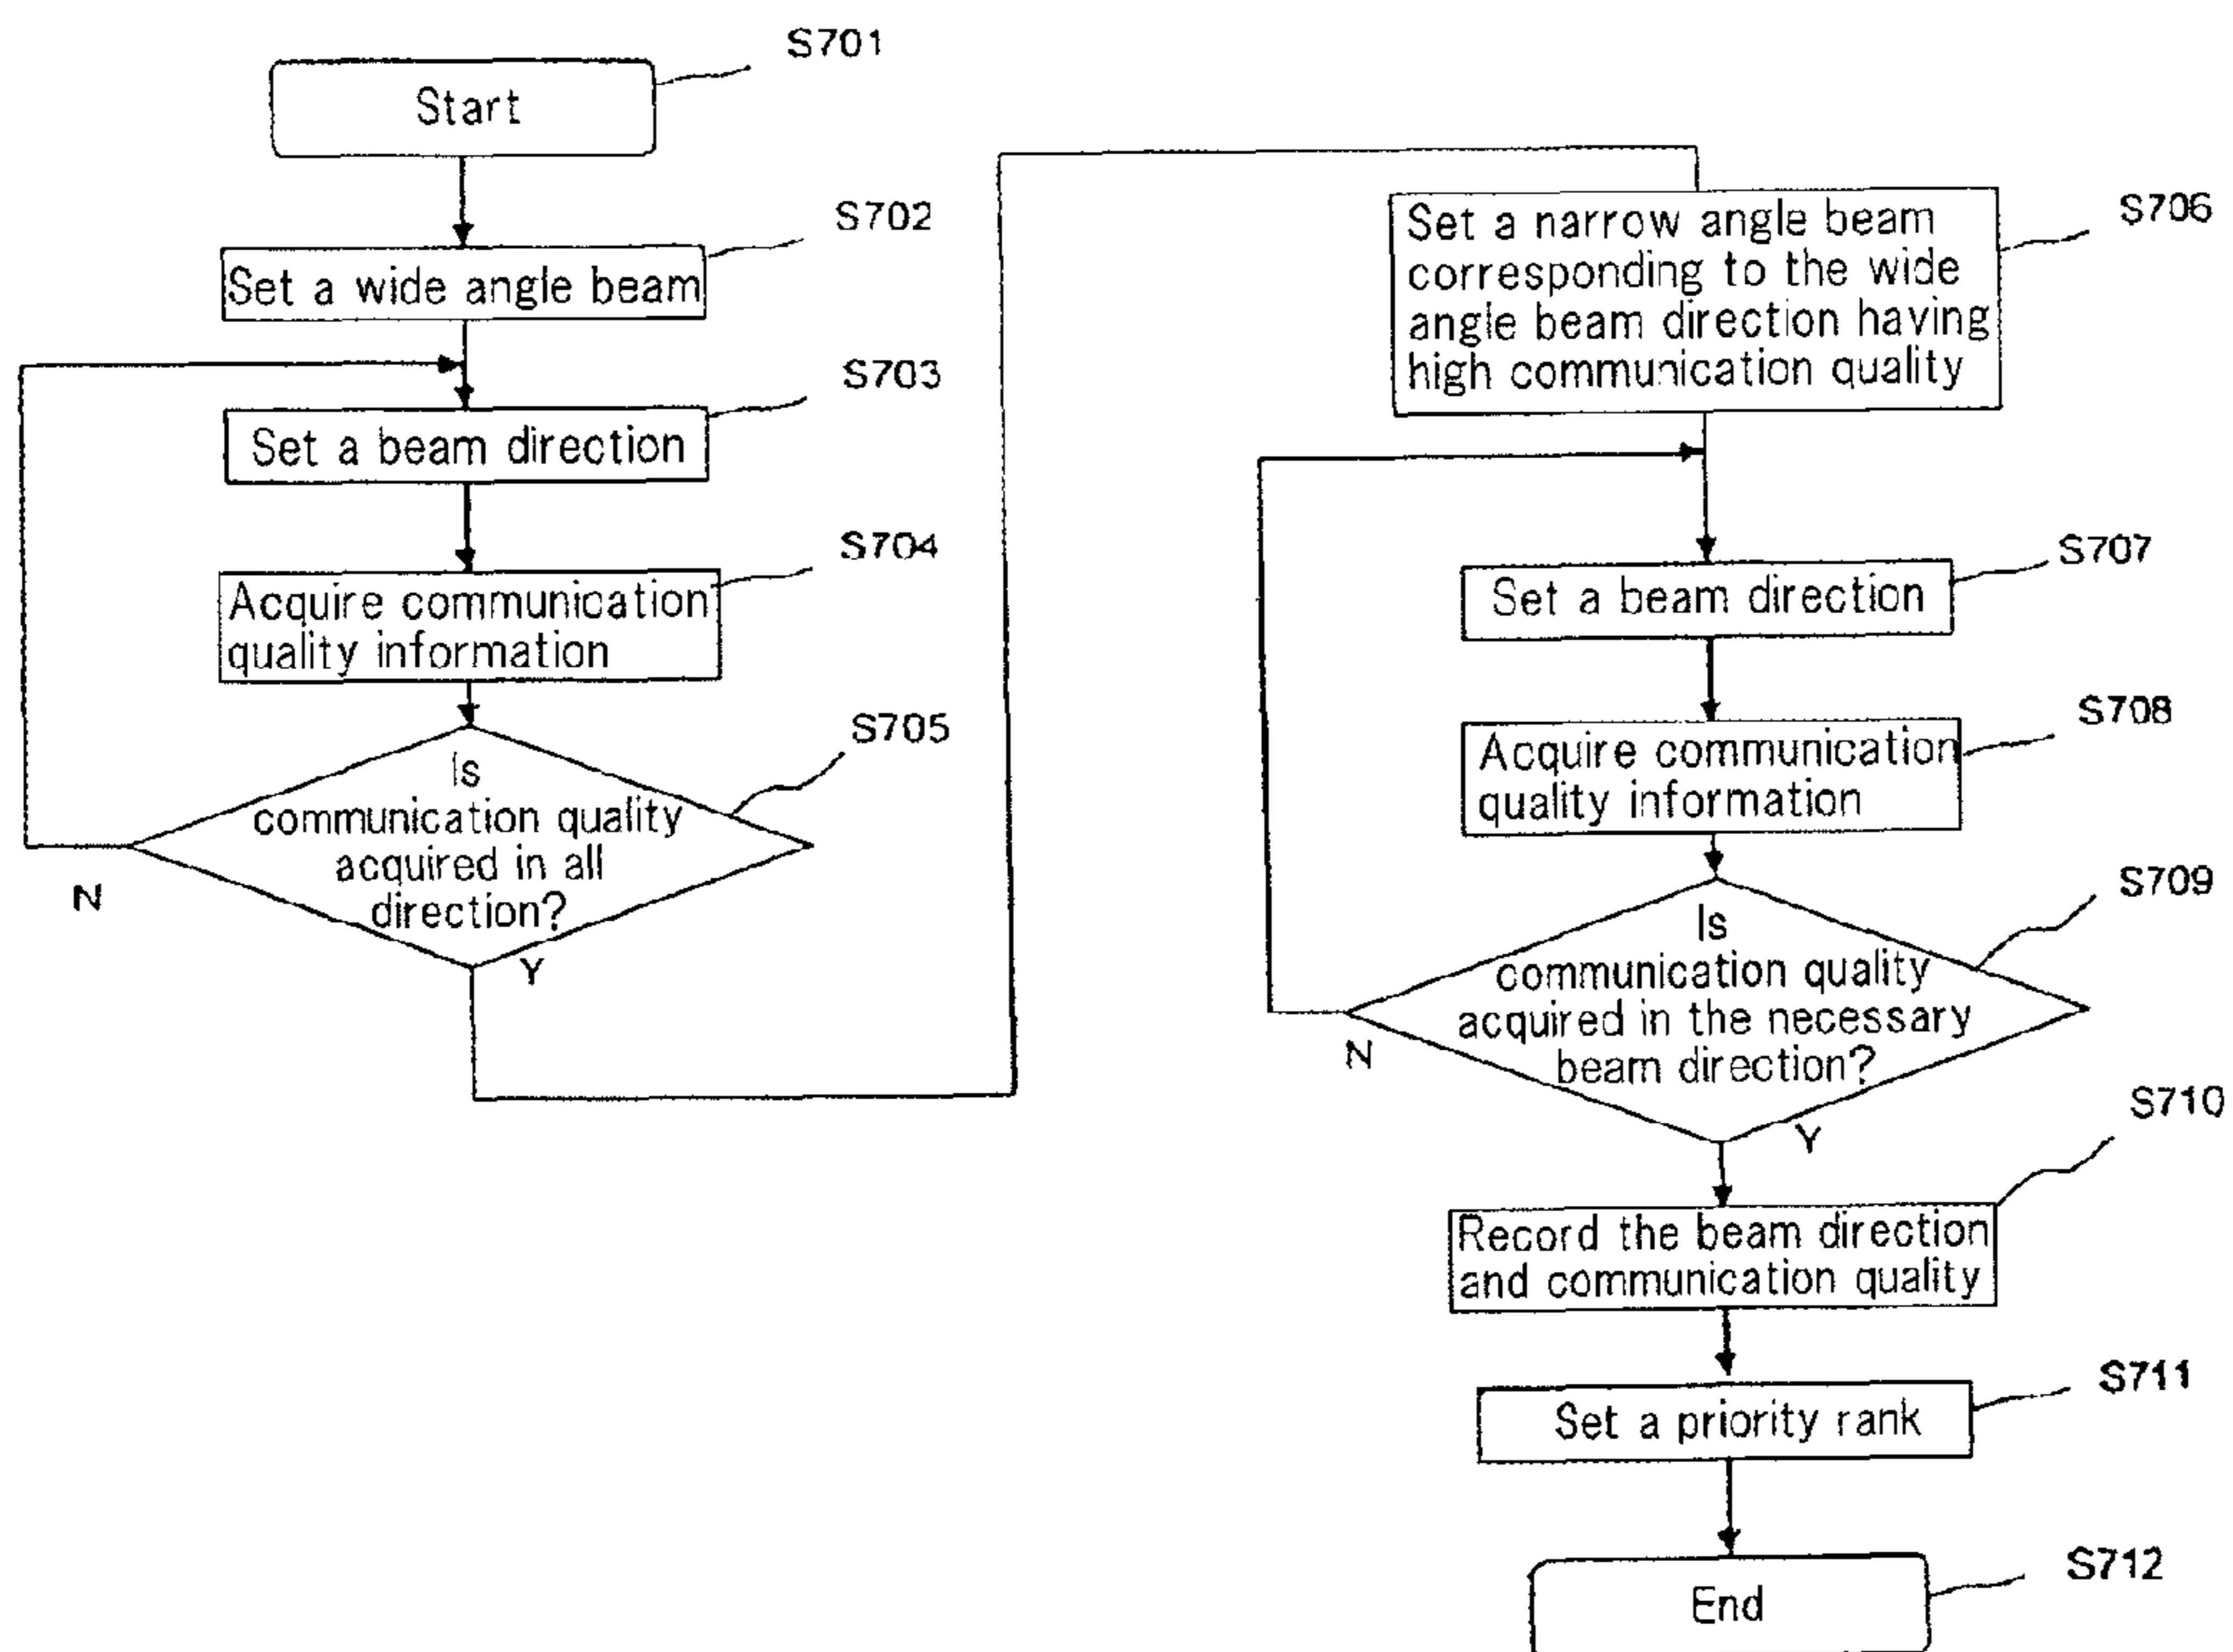 S701
Start
S702
Set a wide angle beam
S703
Set a beam direction
S704
Acquire communication
quality information
S705
Is
communication quality
acquired in all
direction?
N
Y
S706
Set a narrow angle beam
corresponding to the wide
angle beam direction having
high communication quality
S707
Set a beam direction
S708
Acquire communication
quality information
S709
Is
communication quality
acquired in the necessary
beam direction?
N
Y
S710
Record the beam direction
and communication quality
S711
Set a priority rank
S712
End